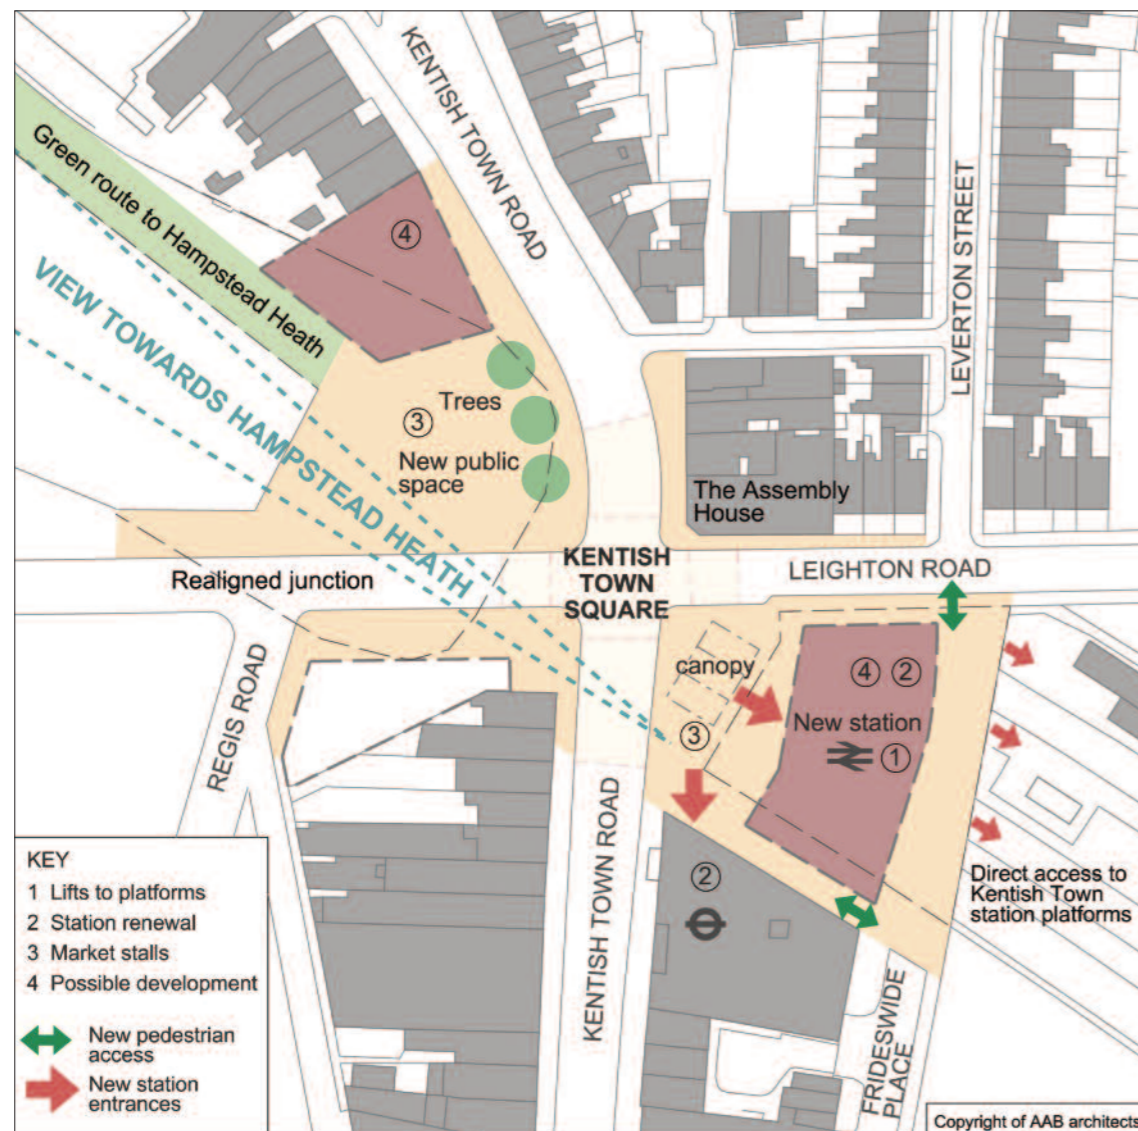 KENTISH TOWN ROAD
Green route to Hampstead Heath
4
VIEW TOWARDS HAMPSTEAD HEATH
LEVERTON STREET
Trees
3
New public
space
The Assembly
House
KENTISH
TOWN
SQUARE
LEIGHTON ROAD
Realigned junction
REGIS ROAD
canopy
4 2
New station
3
1
KENTISH TOWN ROAD
2
Direct access to
Kentish Town
station platforms
FRIDESWIDE
PLACE
KEY
1 Lifts to platforms
2 Station renewal
3 Market stalls
4 Possible development
New pedestrian
access
New station
entrances
Copyright of AAB architects